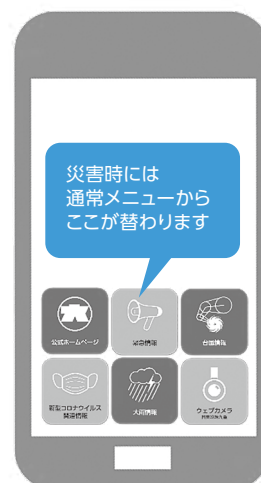 災害時には
通常メニューから
ここが替わります
公式ホームページ
緊急情報
台風情報
新型コロナウイルス
関連情報
大雨情報
ウェブカメラ